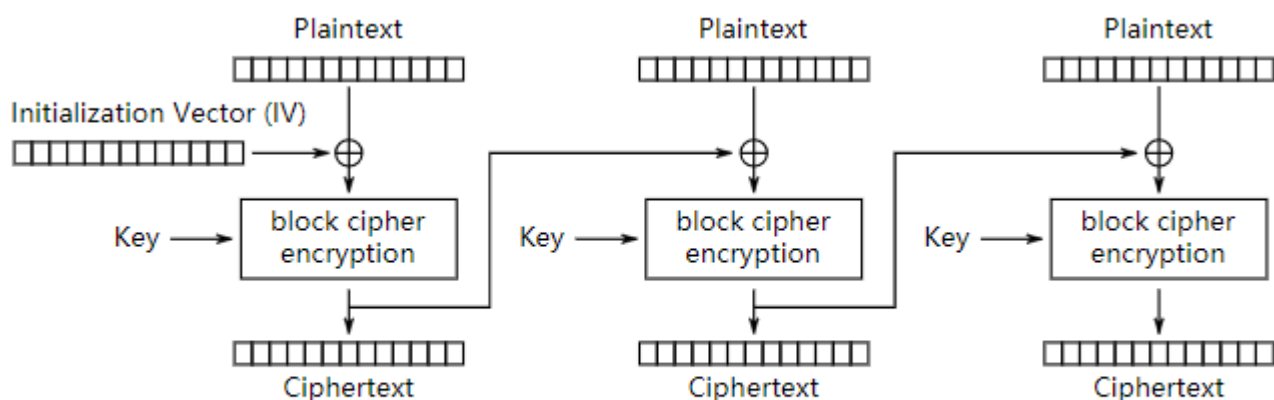 Plaintext
Plaintext
Plaintext
Initialization Vector (IV)
Key
block cipher
encryption
Key
block cipher
encryption
Key
block cipher
encryption
Ciphertext
Ciphertext
Ciphertext